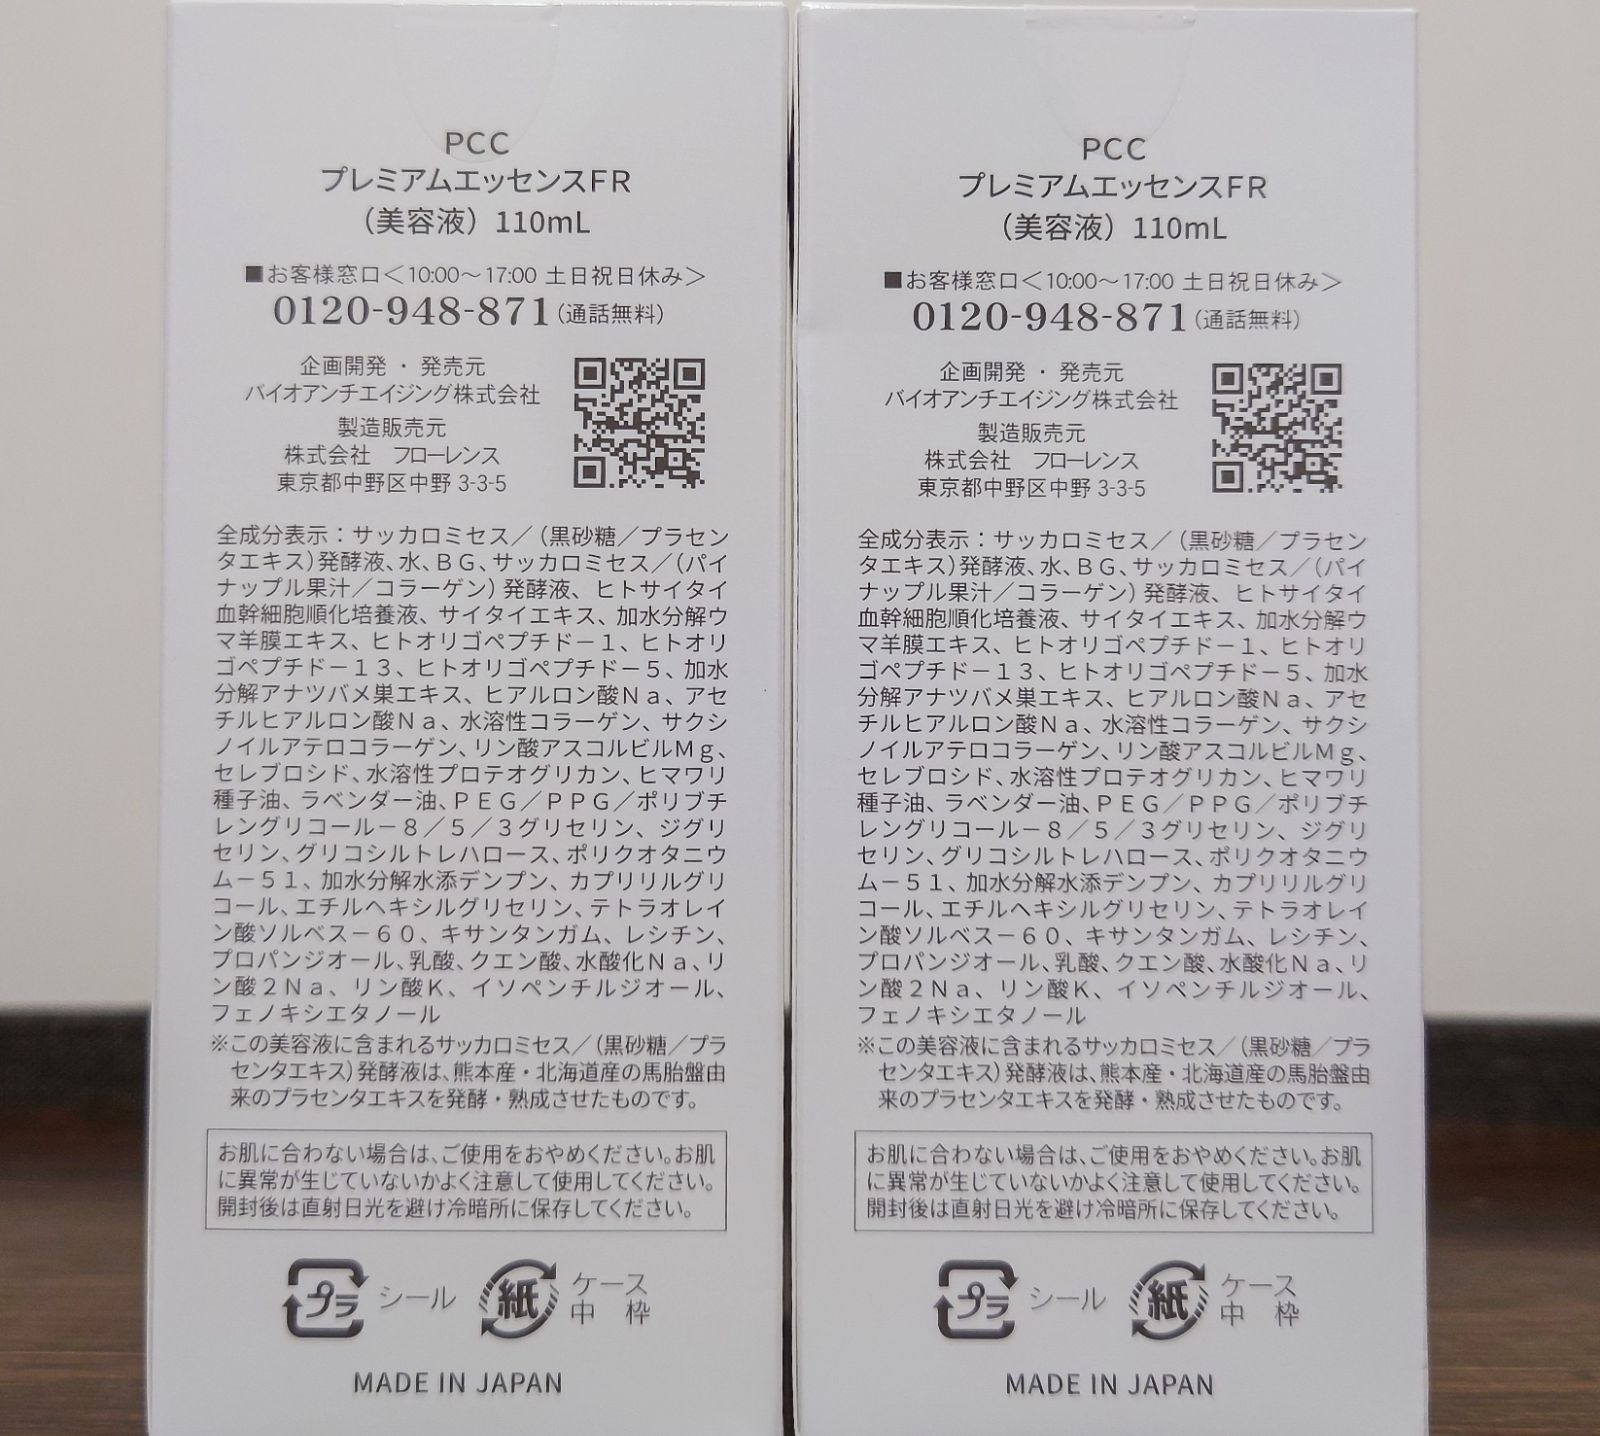 PCC
プレミアムエッセンスFR
（美容液）110mL
■お客様窓口＜10:00～17:00 土日祝日休み＞
0120-948-871（通話無料）
企画開発・発売元
バイオアンチエイジング株式会社
製造販売元
株式会社　フローレンス
東京都中野区中野 3-3-5
全成分表示：サッカロミセス／（黒砂糖／プラセン
タエキス）発酵液、水、ＢＧ、サッカロミセス／（パイ
ナップル果汁／コラーゲン）発酵液、ヒトサイタイ
血幹細胞順化培養液、サイタイエキス、加水分解ウ
マ羊膜エキス、ヒトオリゴペプチドー１、ヒトオリ
ゴペプチドー１３、ヒトオリゴペプチドー５、加水
分解アナツバメ巣エキス、ヒアルロン酸Ｎａ、アセ
チルヒアルロン酸Ｎａ、水溶性コラーゲン、サクシ
ノイルアテロコラーゲン、リン酸アスコルビルＭｇ、
セレブロシド、水溶性プロテオグリカン、ヒマワリ
種子油、ラベンダー油、ＰＥＧ／ＰＰＧ／ポリブチ
レングリコールー８／５／３グリセリン、ジグリ
セリン、グリコシルトレハロース、ポリクオタニウ
ムー５１、加水分解水添デンプン、カプリリルグリ
コール、エチルヘキシルグリセリン、テトラオレイ
ン酸ソルベスー６０、キサンタンガム、レシチン、
プロパンジオール、乳酸、クエン酸、水酸化Ｎａ、リ
ン酸２Ｎａ、リン酸Ｋ、イソペンチルジオール、
フェノキシエタノール
※この美容液に含まれるサッカロミセス／（黒砂糖／プラ
センタエキス）発酵液は、熊本産・北海道産の馬胎盤由
来のプラセンタエキスを発酵・熟成させたものです。
お肌に合わない場合は、ご使用をおやめください。お肌
に異常が生じていないかよく注意して使用してください。
開封後は直射日光を避け冷暗所に保存してください。
プラ シール 紙 ケース
中　枠
MADE IN JAPAN
PCC
プレミアムエッセンスFR
（美容液）110mL
■お客様窓口＜10:00～17:00 土日祝日休み＞
0120-948-871（通話無料）
企画開発・発売元
バイオアンチエイジング株式会社
製造販売元
株式会社　フローレンス
東京都中野区中野 3-3-5
全成分表示：サッカロミセス／（黒砂糖／プラセン
タエキス）発酵液、水、ＢＧ、サッカロミセス／（パイ
ナップル果汁／コラーゲン）発酵液、ヒトサイタイ
血幹細胞順化培養液、サイタイエキス、加水分解ウ
マ羊膜エキス、ヒトオリゴペプチドー１、ヒトオリ
ゴペプチドー１３、ヒトオリゴペプチドー５、加水
分解アナツバメ巣エキス、ヒアルロン酸Ｎａ、アセ
チルヒアルロン酸Ｎａ、水溶性コラーゲン、サクシ
ノイルアテロコラーゲン、リン酸アスコルビルＭｇ、
セレブロシド、水溶性プロテオグリカン、ヒマワリ
種子油、ラベンダー油、ＰＥＧ／ＰＰＧ／ポリブチ
レングリコールー８／５／３グリセリン、ジグリ
セリン、グリコシルトレハロース、ポリクオタニウ
ムー５１、加水分解水添デンプン、カプリリルグリ
コール、エチルヘキシルグリセリン、テトラオレイ
ン酸ソルベスー６０、キサンタンガム、レシチン、
プロパンジオール、乳酸、クエン酸、水酸化Ｎａ、リ
ン酸２Ｎａ、リン酸Ｋ、イソペンチルジオール、
フェノキシエタノール
※この美容液に含まれるサッカロミセス／（黒砂糖／プラ
センタエキス）発酵液は、熊本産・北海道産の馬胎盤由
来のプラセンタエキスを発酵・熟成させたものです。
お肌に合わない場合は、ご使用をおやめください。お肌
に異常が生じていないかよく注意して使用してください。
開封後は直射日光を避け冷暗所に保存してください。
プラ シール 紙 ケース
中　枠
MADE IN JAPAN